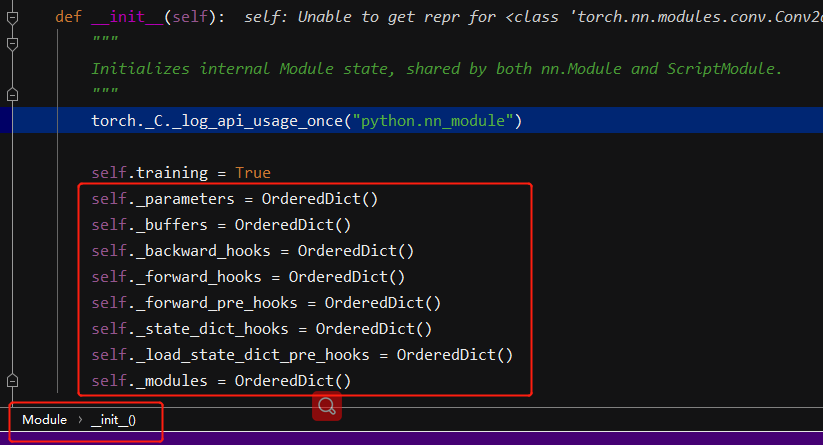 def __init__(self):  self: Unable to get repr for <class 'torch.nn.modules.conv.Conv2
"""
Initializes internal Module state, shared by both nn.Module and ScriptModule.
"""
torch._C._log_api_usage_once("python.nn_module")
self.training = True
self._parameters = OrderedDict()
self._buffers = OrderedDict()
self._backward_hooks = OrderedDict()
self._forward_hooks = OrderedDict()
self._forward_pre_hooks = OrderedDict()
self._state_dict_hooks = OrderedDict()
self._load_state_dict_pre_hooks = OrderedDict()
self._modules = OrderedDict()
Module › __init__()